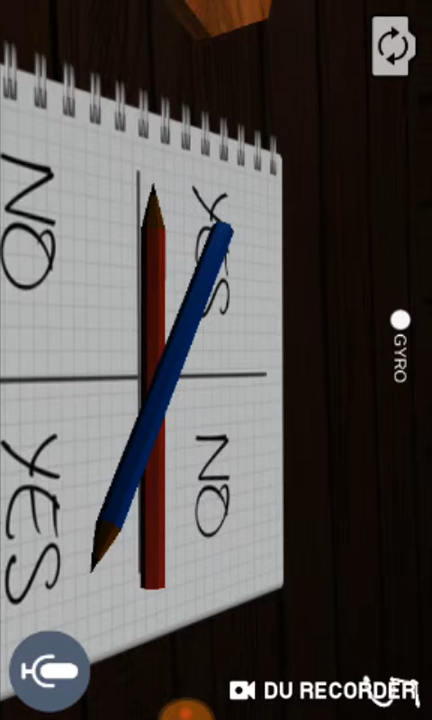 YES NO
NO YES
GYRO
DU RECORDER